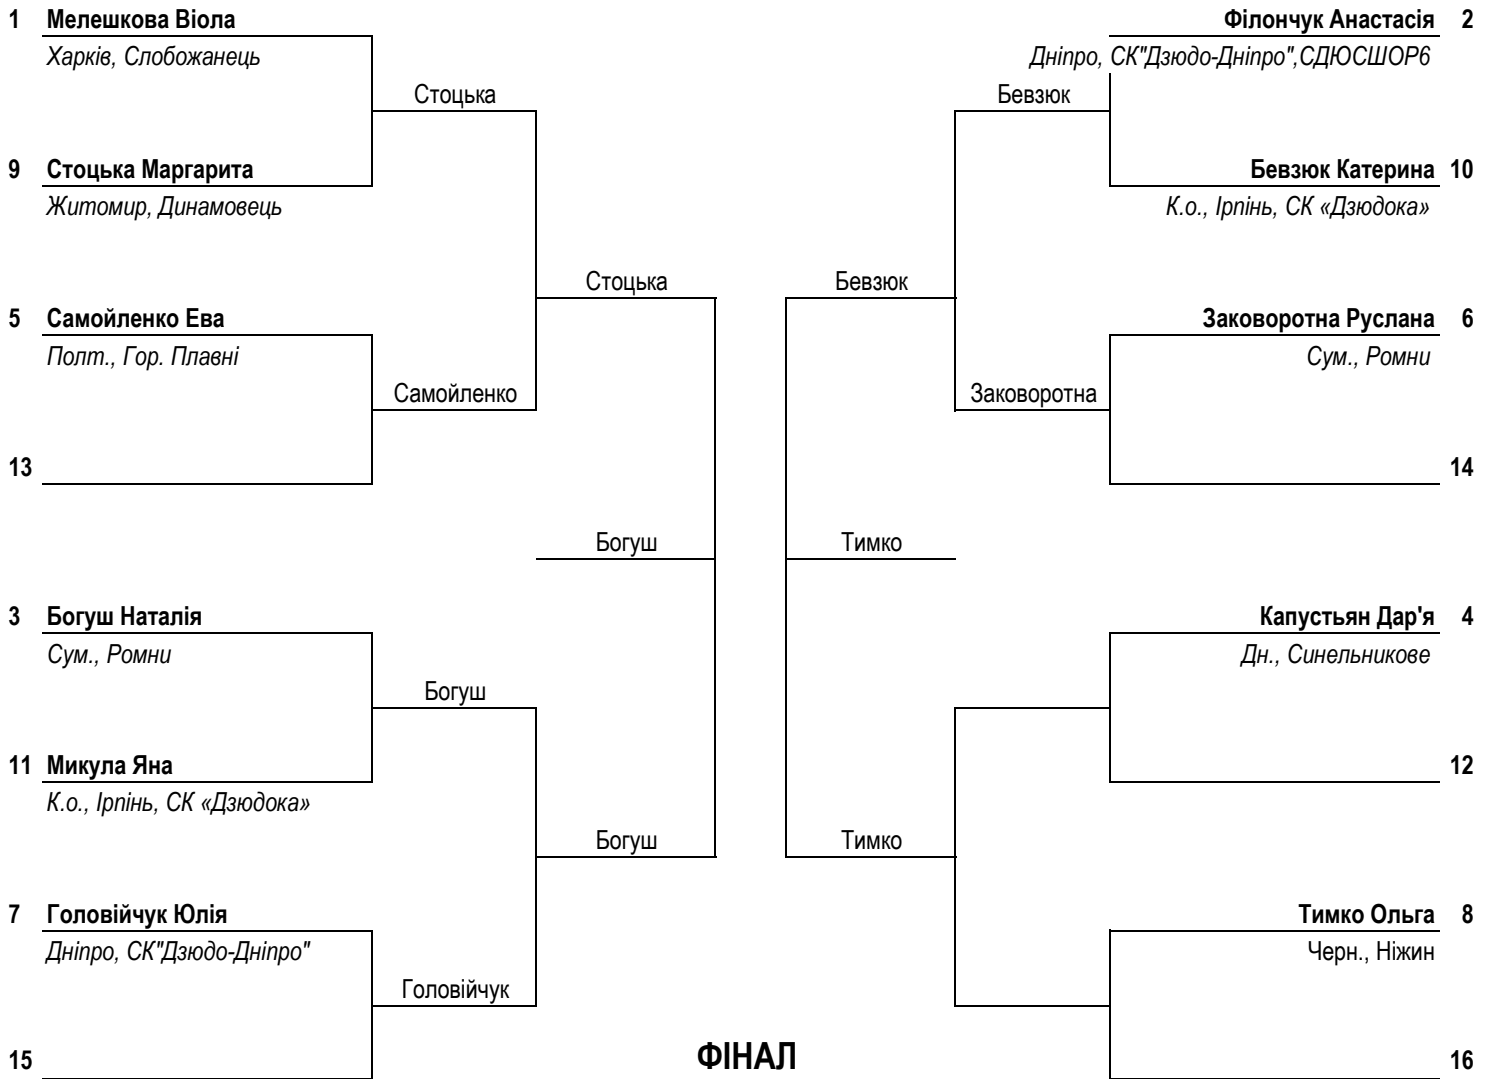 1 Мелешкова Віола
Філончук Анастасія 2
Харків, Слобожанець
Дніпро, СК"Дзюдо-Дніпро",СДЮСШОР6
Стоцька
Бевзюк
9 Стоцька Маргарита
Бевзюк Катерина 10
Житомир, Динамовець
К.о., Ірпінь, СК «Дзюдока»
Стоцька
Бевзюк
5 Самойленко Ева
Заковоротна Руслана 6
Полт., Гор. Плавні
Сум., Ромни
Самойленко
Заковоротна
13
14
Богуш
Тимко
3 Богуш Наталія
Капустьян Дар'я 4
Сум., Ромни
Дн., Синельникове
Богуш
11 Микула Яна
12
К.о., Ірпінь, СК «Дзюдока»
Богуш
Тимко
7 Головійчук Юлія
Тимко Ольга 8
Дніпро, СК"Дзюдо-Дніпро"
Черн., Ніжин
Головійчук
ФІНАЛ
15
16